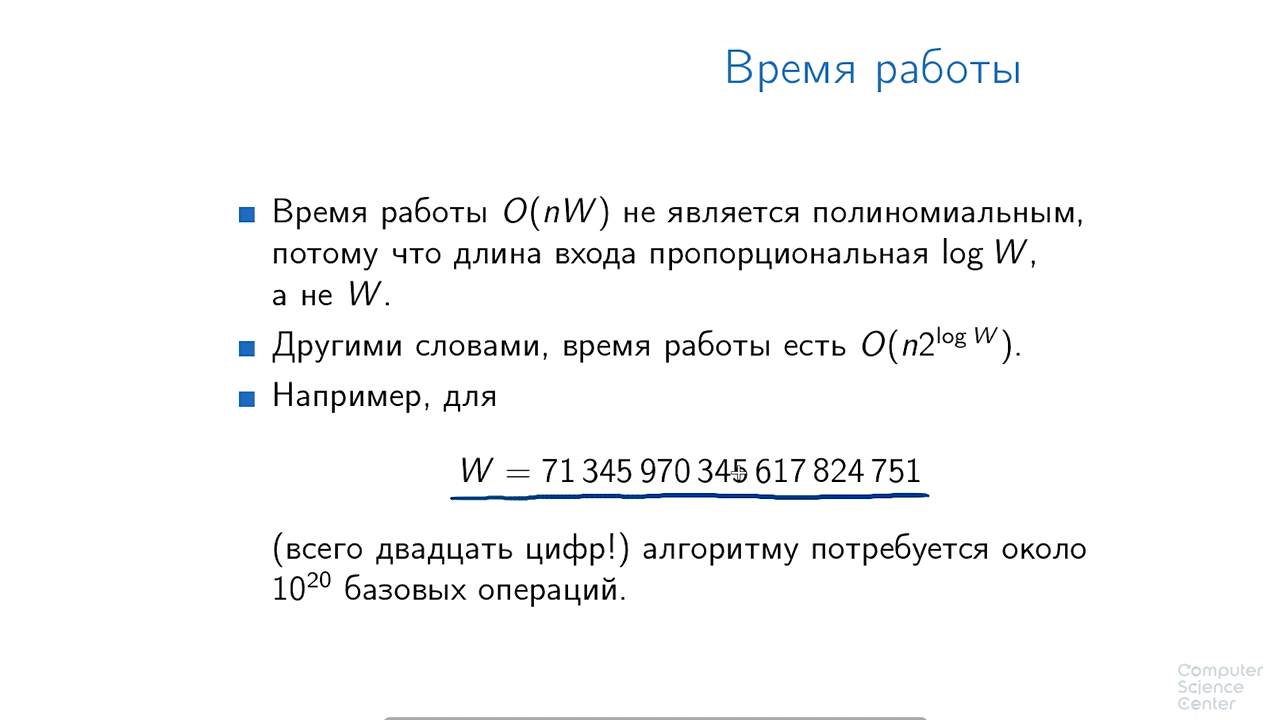 Время работы
Время работы O(nW) не является полиномиальным,
потому что длина входа пропорциональная log W,
а не W.
Другими словами, время работы есть O(n2^{log W}).
Например, для
W = 71 345 970 345 617 824 751
(всего двадцать цифр!) алгоритму потребуется около
10^{20} базовых операций.
Computer
Science
Center